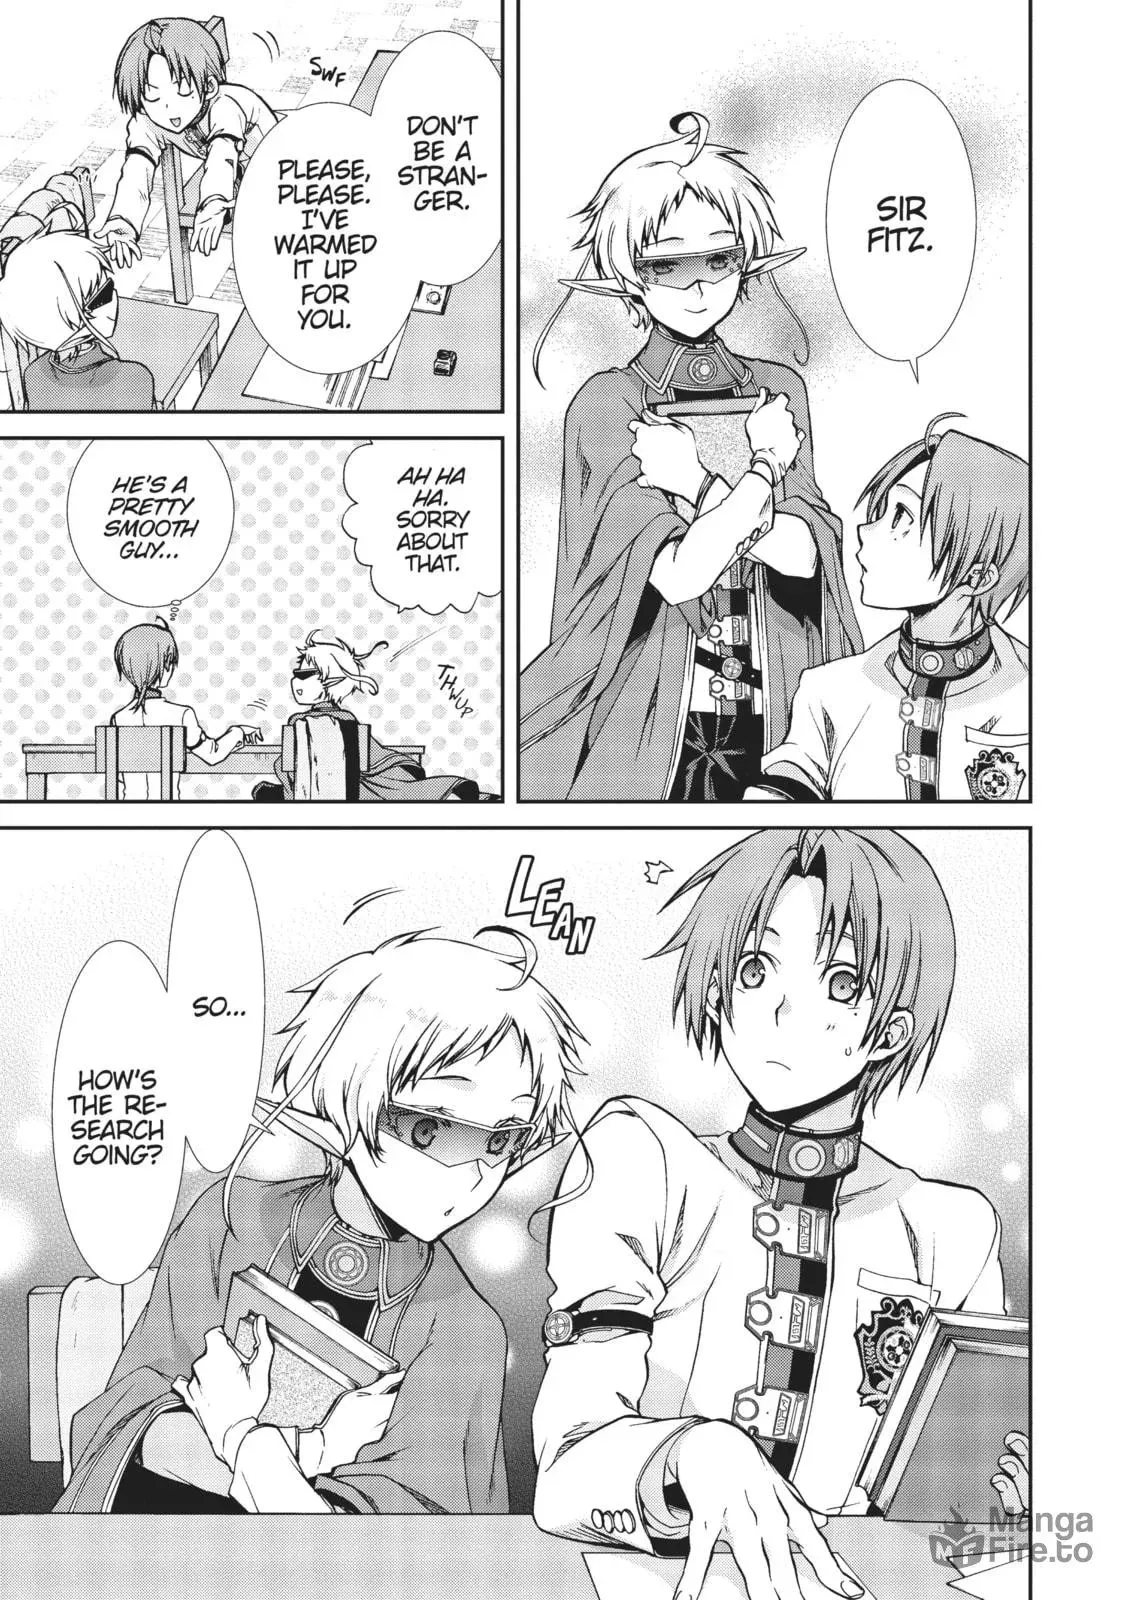 SIR
FITZ.
SWF
DON'T
BE A
STRAN-
GER.
PLEASE,
PLEASE.
I'VE
WARMED
IT UP
FOR
YOU.
AH HA
HA.
SORRY
ABOUT
THAT.
HE'S A
PRETTY
SMOOTH
GUY...
THWUP
LEAN
SO...
HOW'S
THE RE-
SEARCH
GOING?
Manga
Fire.to
MF